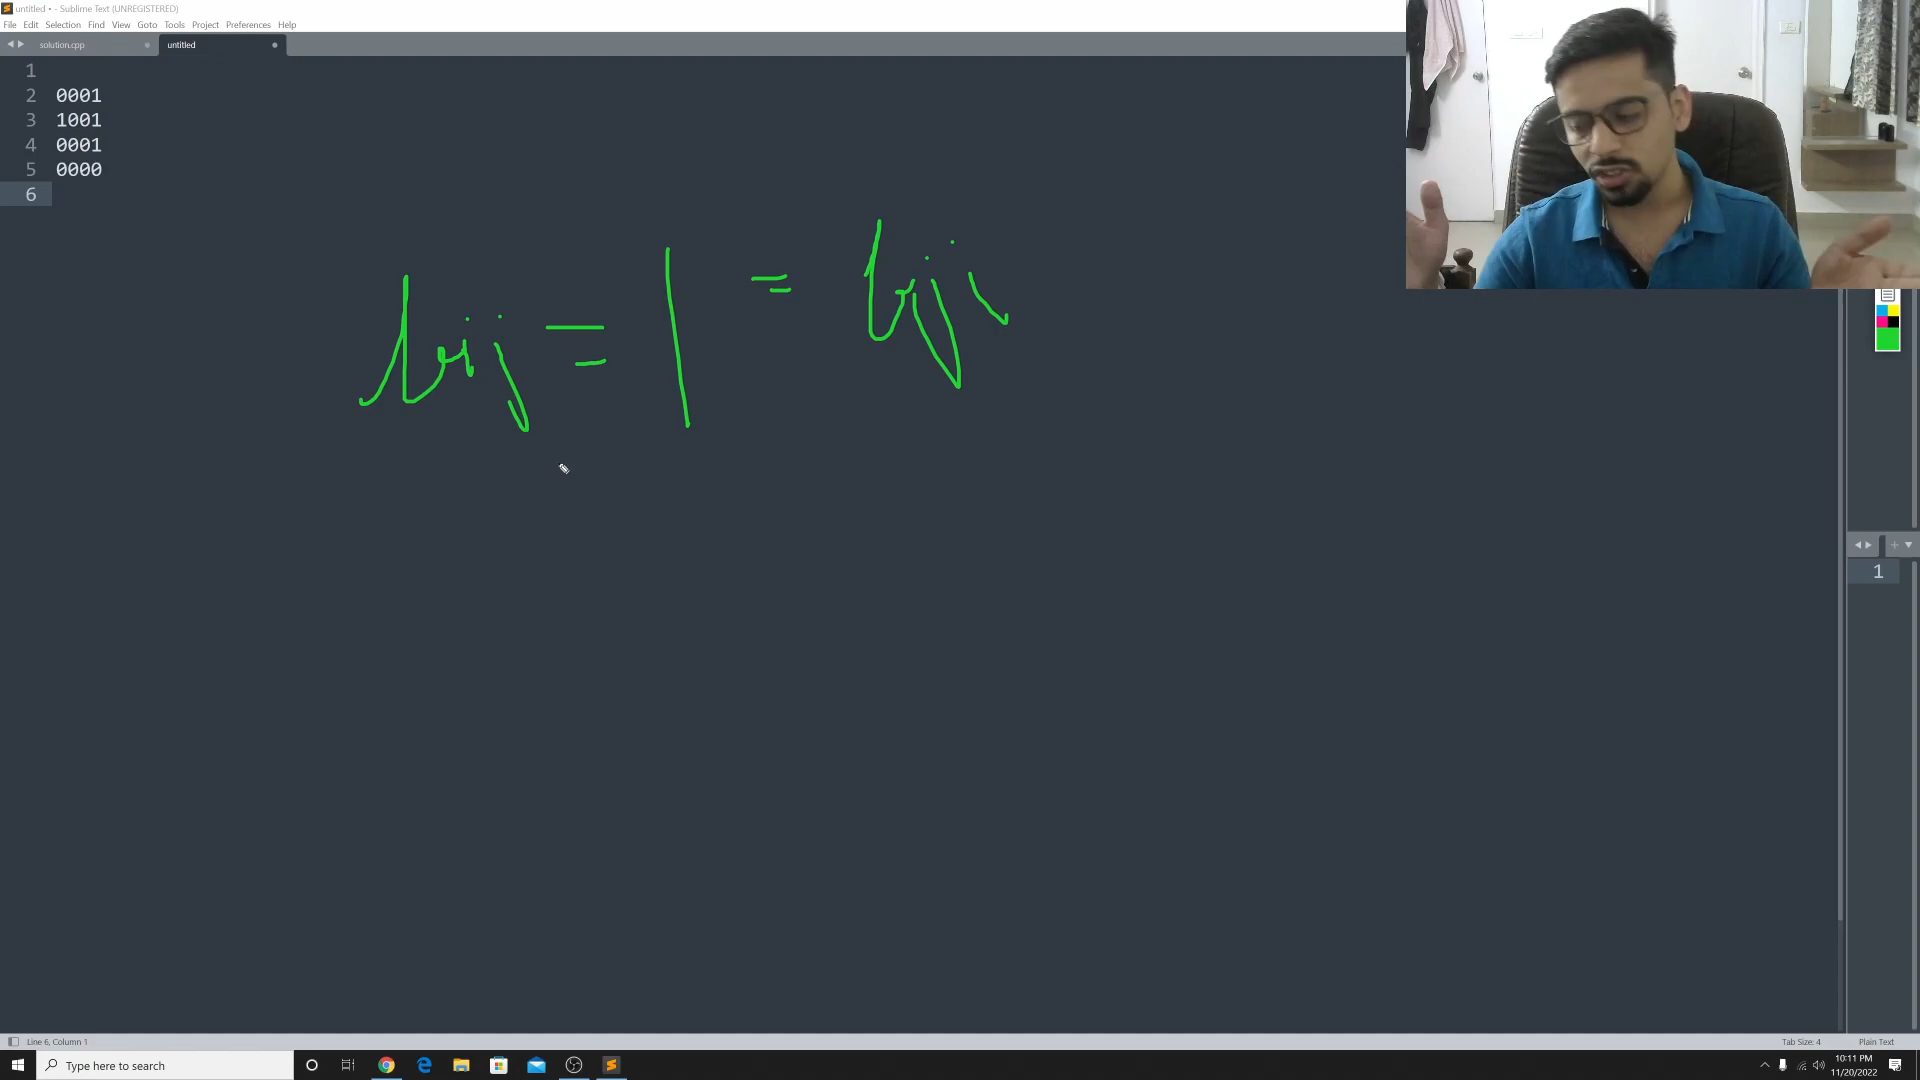 untitled • - Sublime Text (UNREGISTERED)
File Edit Selection Find View Goto Tools Project Preferences Help
solution.cpp
untitled
1
2 0001
3 1001
4 0001
5 0000
6
bij = 1 = bji
1
Line 6, Column 1
Tab Size: 4
Plain Text
Type here to search
10:11 PM
11/20/2022